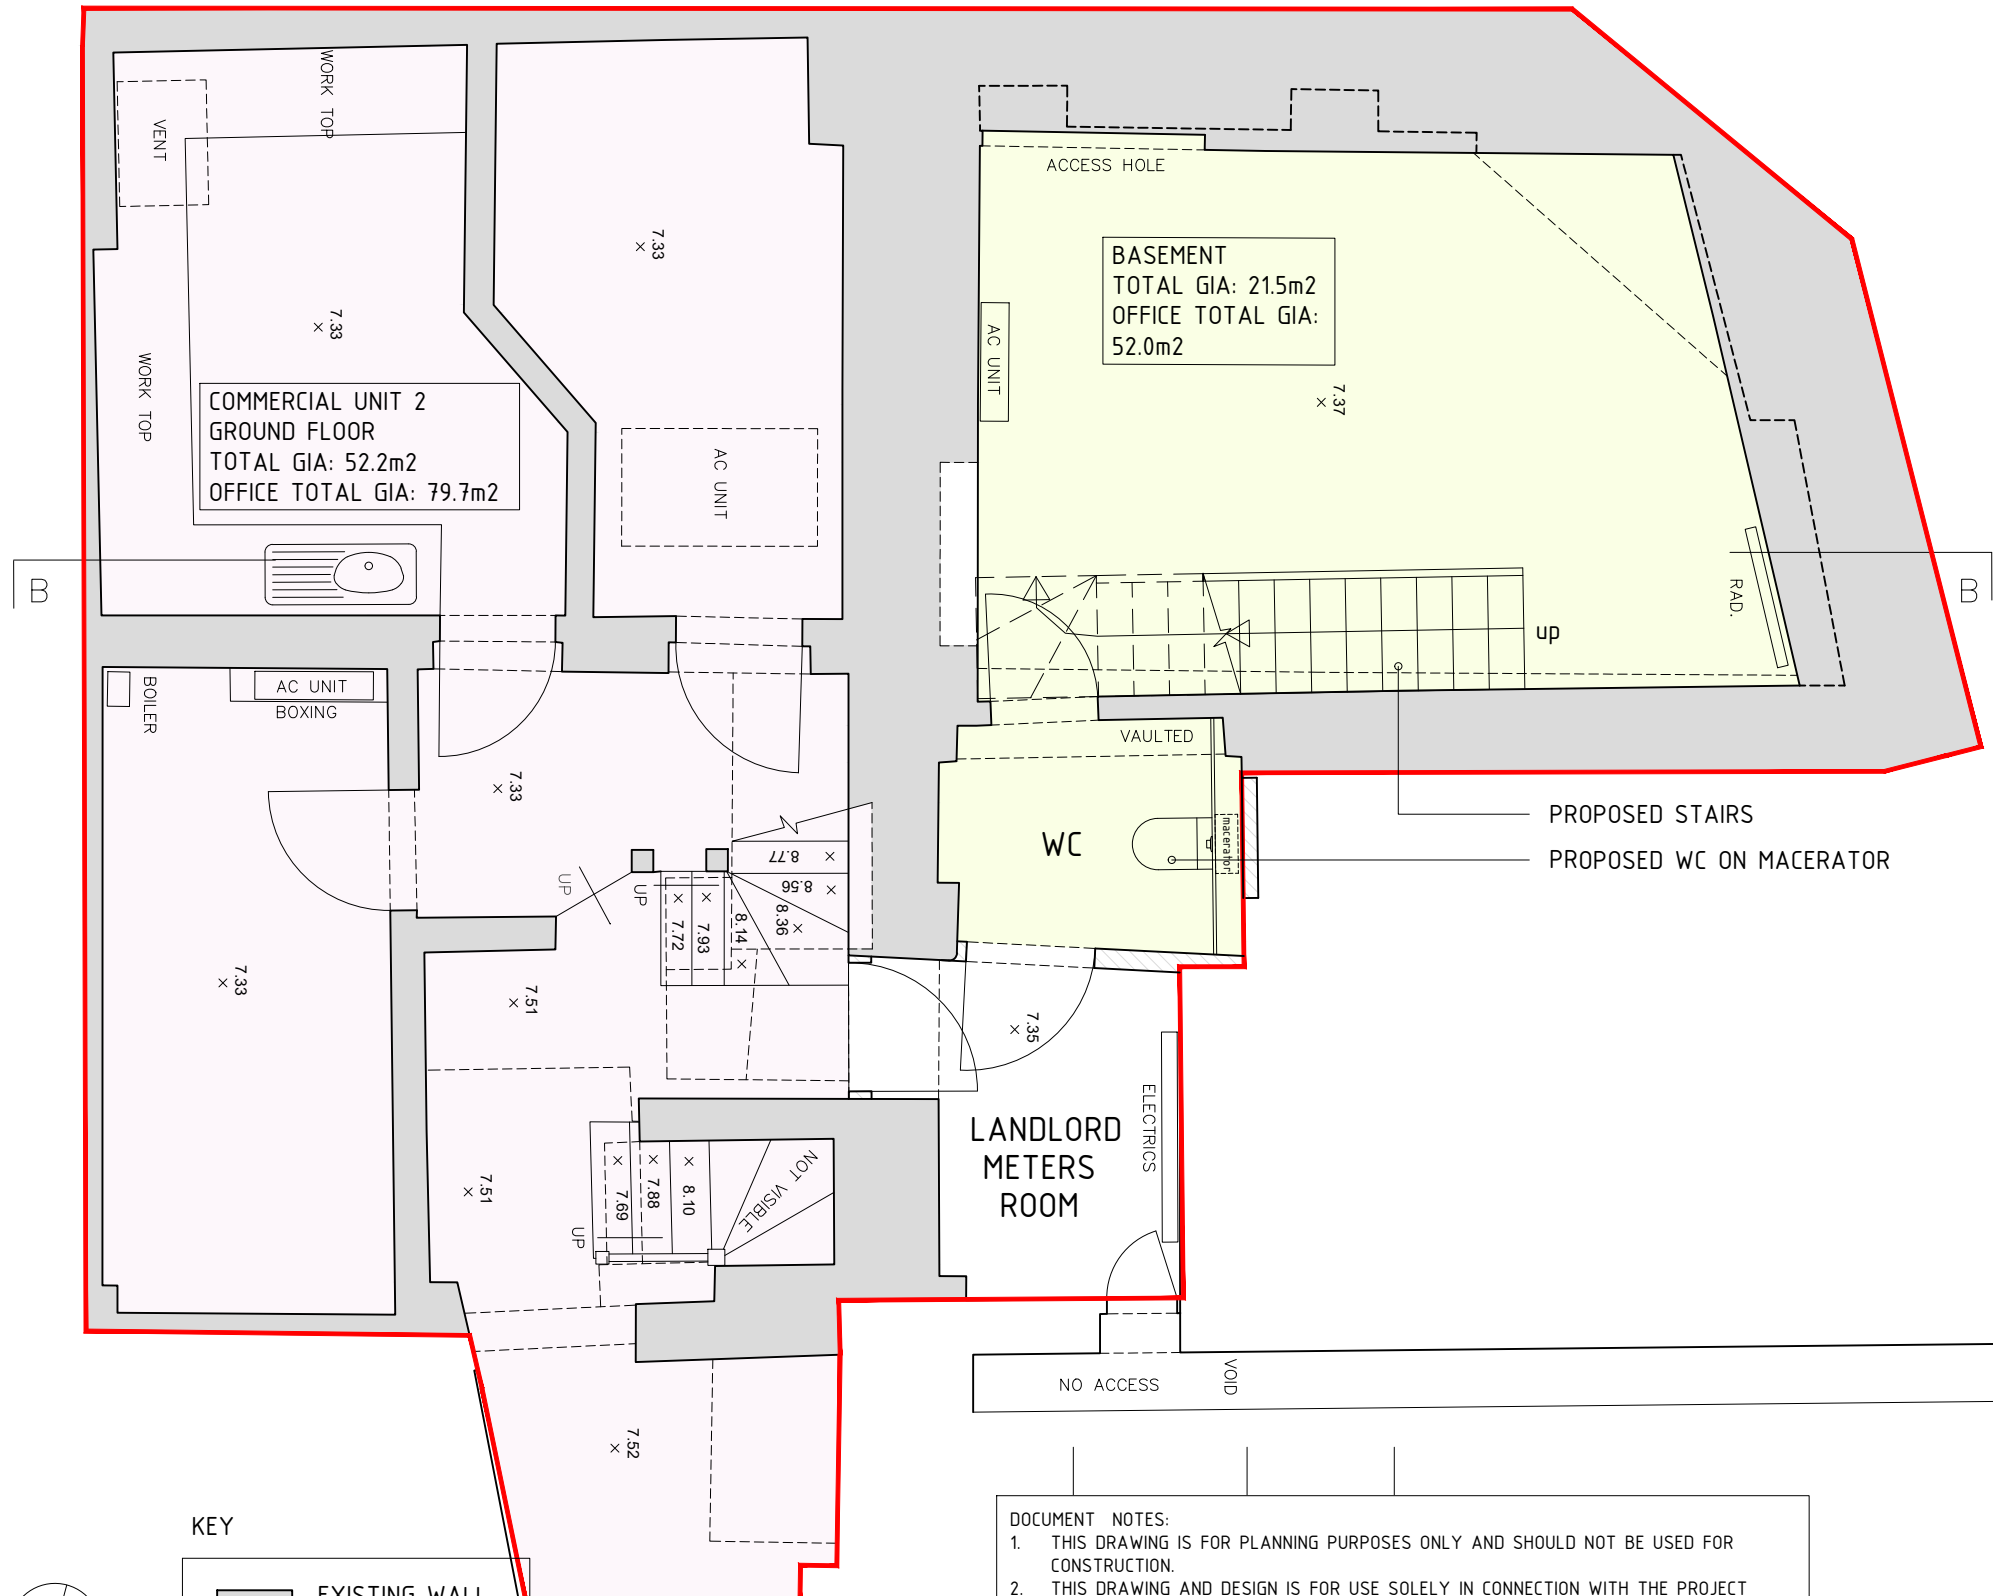 WORK TOP
VENT
7.33
7.33
WORK TOP
COMMERCIAL UNIT 2
GROUND FLOOR
TOTAL GIA: 52.2m2
OFFICE TOTAL GIA: 79.7m2
AC UNIT
ACCESS HOLE
BASEMENT
TOTAL GIA: 21.5m2
OFFICE TOTAL GIA:
52.0m2
AC UNIT
7.37
B
B
RAD.
up
BOILER
AC UNIT
BOXING
VAULTED
7.33
WC
macerator
PROPOSED STAIRS
PROPOSED WC ON MACERATOR
8.77
8.56
8.36
8.14
7.93
7.72
UP
UP
7.33
7.51
7.35
ELECTRICS
LANDLORD
METERS
ROOM
7.51
7.69
7.88
8.10
NOT VISIBLE
UP
NO ACCESS
VOID
7.52
KEY
EXISTING WALL
DOCUMENT NOTES:
1. THIS DRAWING IS FOR PLANNING PURPOSES ONLY AND SHOULD NOT BE USED FOR
CONSTRUCTION.
2. THIS DRAWING AND DESIGN IS FOR USE SOLELY IN CONNECTION WITH THE PROJECT